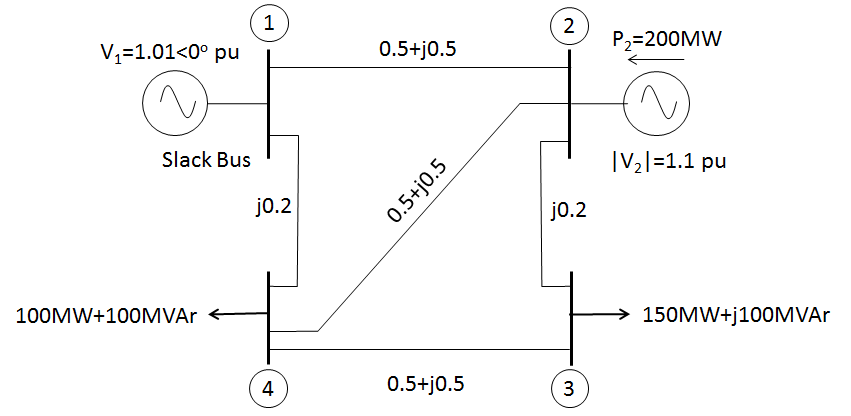 1
2
V1=1.01<0o pu
0.5+j0.5
P2=200MW
Slack Bus
|V2|=1.1 pu
0.5+j0.5
j0.2
j0.2
100MW+100MVAr
150MW+j100MVAr
0.5+j0.5
4
3